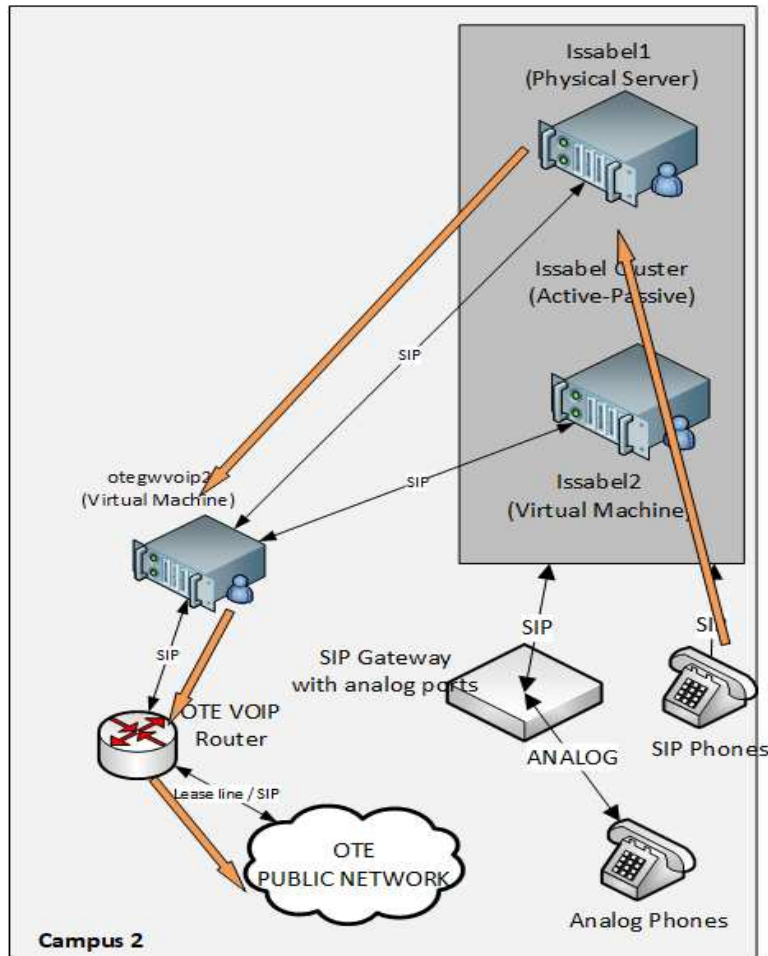 Issabel1
(Physical Server)
Issabel Cluster
(Active-Passive)
SIP
SIP
Issabel2
(Virtual Machine)
otegwvoip2
(Virtual Machine)
SIP
SIP
SIP
SIP Gateway
with analog ports
OTE VOIP
Router
SIP Phones
ANALOG
Lease line / SIP
OTE
PUBLIC NETWORK
Analog Phones
Campus 2